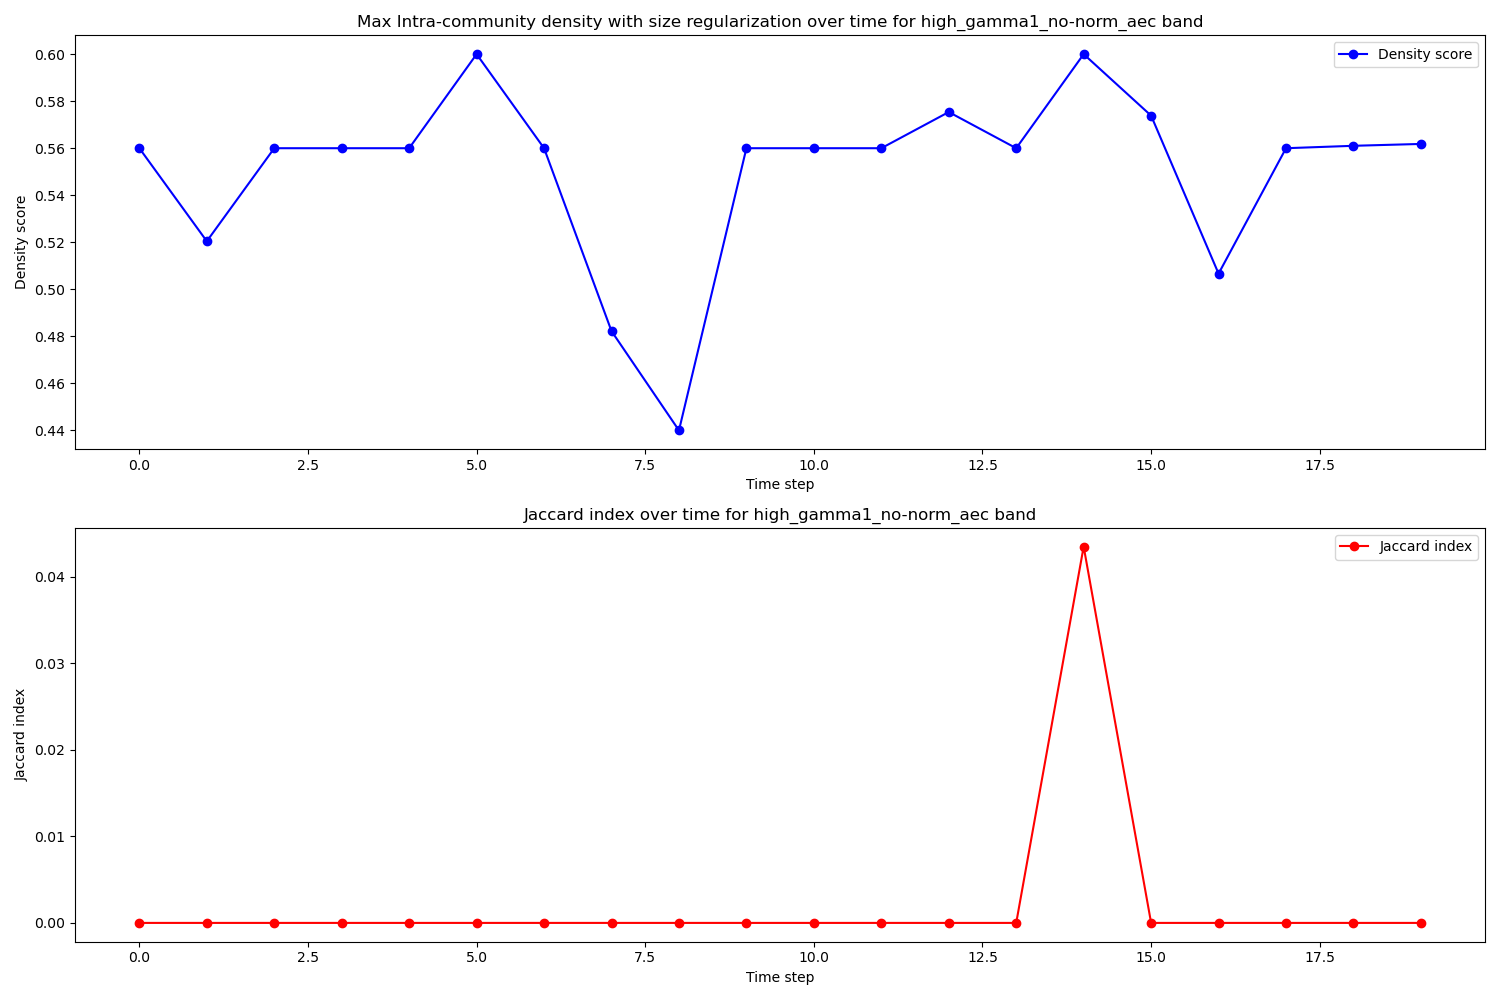 Max Intra-community density with size regularization over time for high_gamma1_no-norm_aec band
Density score
0.60
0.58
0.56
0.54
0.52
0.50
0.48
0.46
0.44
Density score
0.0 2.5 5.0 7.5 10.0 12.5 15.0 17.5
Time step
Jaccard index over time for high_gamma1_no-norm_aec band
Jaccard index
0.04
0.03
0.02
0.01
0.00
Jaccard index
0.0 2.5 5.0 7.5 10.0 12.5 15.0 17.5
Time step